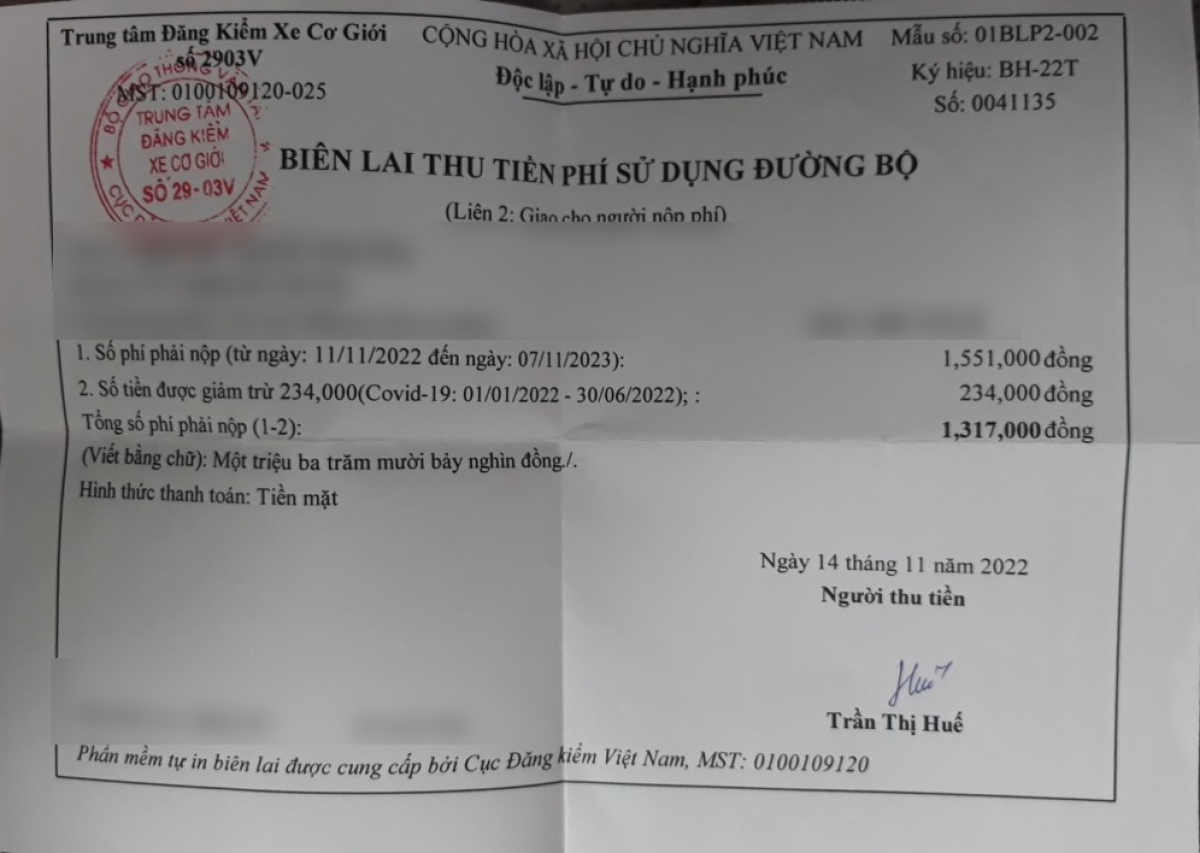 Trung tâm Đăng Kiểm Xe Cơ Giới
số 2903V
MST: 0100109120-025
CỘNG HÒA XÃ HỘI CHỦ NGHĨA VIỆT NAM
Độc lập - Tự do - Hạnh phúc
Mẫu số: 01BLP2-002
Ký hiệu: BH-22T
Số: 0041135
TRUNG TÂM
ĐĂNG KIỂM
XE CƠ GIỚI
SỐ 29-03V
BIÊN LAI THU TIỀN PHÍ SỬ DỤNG ĐƯỜNG BỘ
(Liên 2: Giao cho người nộp phí)
1. Số phí phải nộp (từ ngày: 11/11/2022 đến ngày: 07/11/2023): 1,551,000 đồng
2. Số tiền được giảm trừ 234,000(Covid-19: 01/01/2022 - 30/06/2022); : 234,000 đồng
Tổng số phí phải nộp (1-2): 1,317,000 đồng
(Viết bằng chữ): Một triệu ba trăm mười bảy nghìn đồng./.
Hình thức thanh toán: Tiền mặt
Ngày 14 tháng 11 năm 2022
Người thu tiền
Huế
Trần Thị Huế
Phần mềm tự in biên lai được cung cấp bởi Cục Đăng kiểm Việt Nam, MST: 0100109120